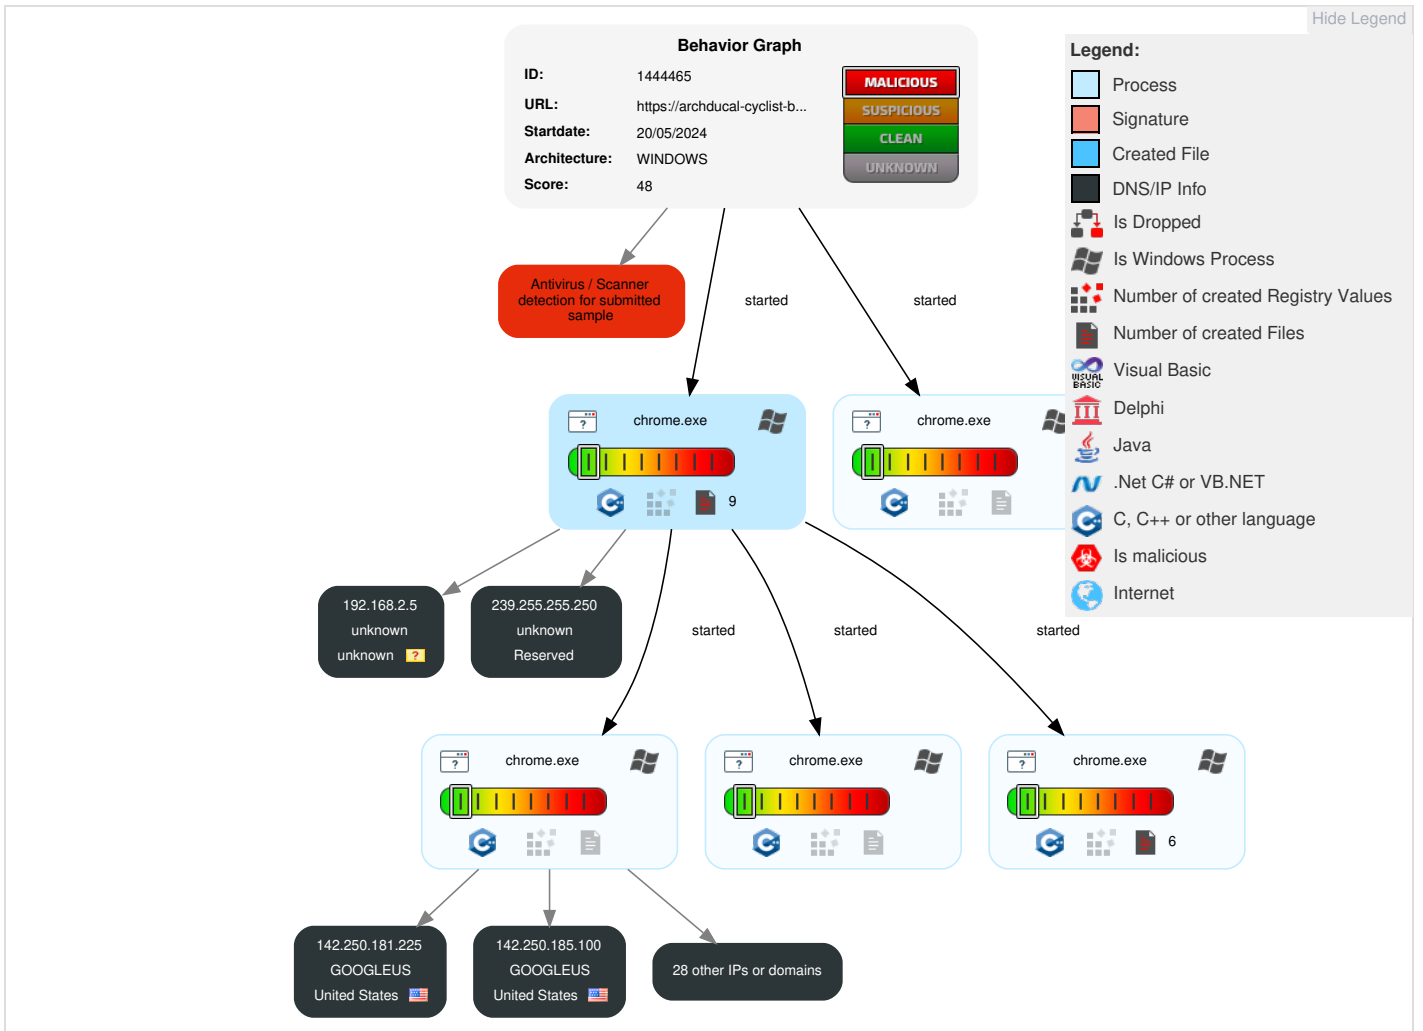 Hide Legend
Behavior Graph
ID: 1444465
URL: https://archducal-cyclist-b...
Startdate: 20/05/2024
Architecture: WINDOWS
Score: 48
MALICIOUS
SUSPICIOUS
CLEAN
UNKNOWN
Legend:
Process
Signature
Created File
DNS/IP Info
Is Dropped
Is Windows Process
Number of created Registry Values
Number of created Files
VISUAL
BASIC
Visual Basic
Delphi
Java
.Net C# or VB.NET
C, C++ or other language
Is malicious
Internet
Antivirus / Scanner
detection for submitted
sample
started
started
chrome.exe
9
chrome.exe
192.168.2.5
unknown
unknown
239.255.255.250
unknown
Reserved
started
started
started
chrome.exe
chrome.exe
chrome.exe
6
142.250.181.225
GOOGLEUS
United States
142.250.185.100
GOOGLEUS
United States
28 other IPs or domains